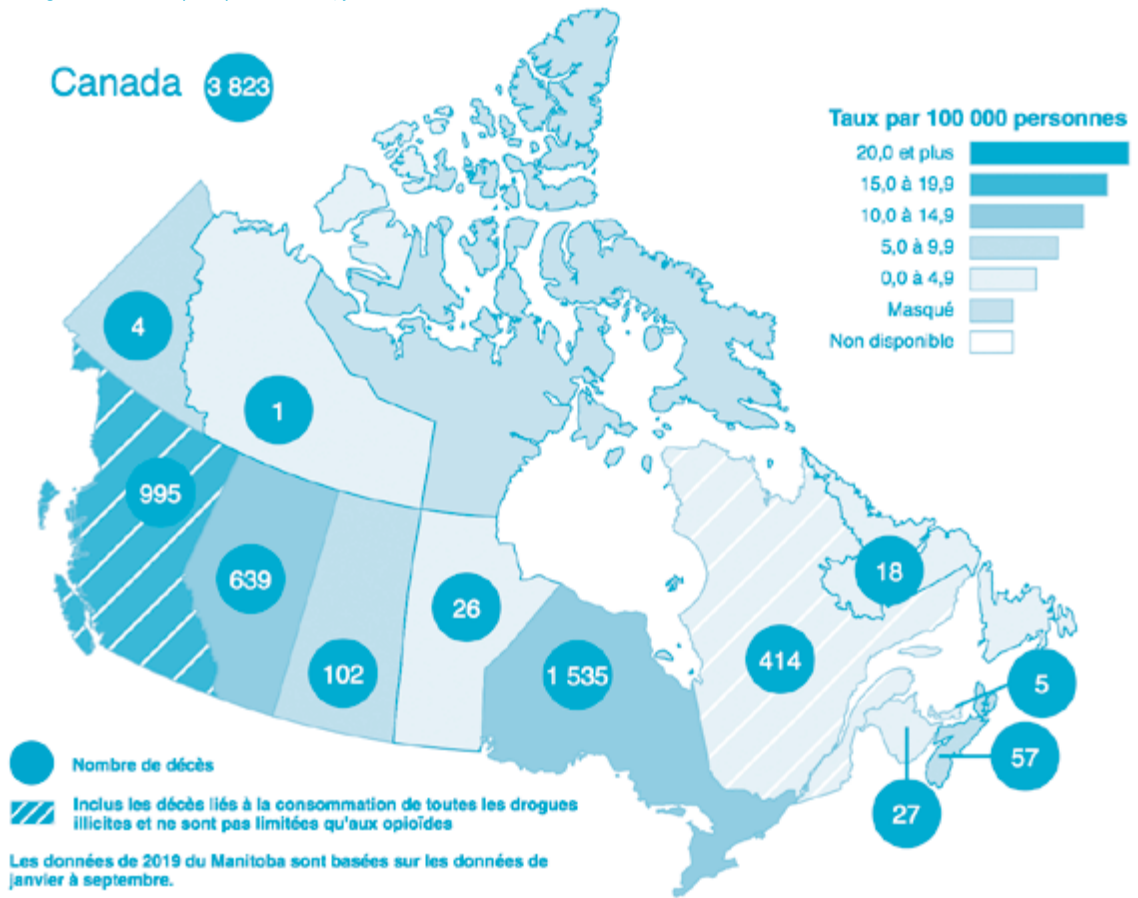 Canada 3 823
Taux par 100 000 personnes
20,0 et plus
15,0 à 19,9
10,0 à 14,9
5,0 à 9,9
0,0 à 4,9
Masqué
Non disponible
4
1
995
639
102
26
1 535
414
18
5
57
27
Nombre de décès
Inclus les décès liés à la consommation de toutes les drogues
illicites et ne sont pas limitées qu'aux opioïdes
Les données de 2019 du Manitoba sont basées sur les données de
janvier à septembre.